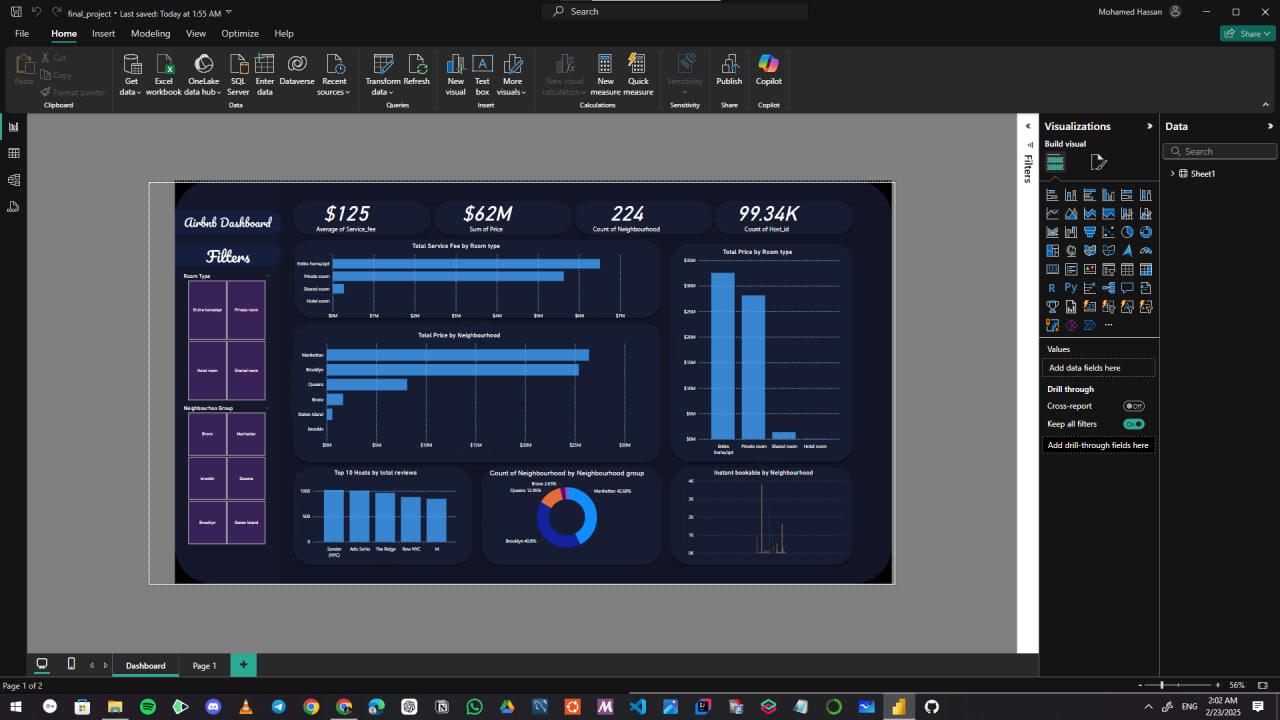 final_project • Last saved: Today at 1:55 AM
Search
Mohamed Hassan
File Home Insert Modeling View Optimize Help
Share
Paste
Cut
Copy
Format painter
Clipboard
Get data
Excel workbook
OneLake data hub
SQL Server
Enter data
Dataverse
Recent sources
Data
Transform data
Refresh
Queries
New visual
Text box
More visuals
Insert
New visual calculation
New measure
Quick measure
Calculations
Sensitivity
Sensitivity
Publish
Share
Copilot
Copilot
Filters
Visualizations
Build visual
Values
Add data fields here
Drill through
Cross-report
Off
Keep all filters
On
Add drill-through fields here
Data
Search
Sheet1
Airbnb Dashboard
$125
Average of Service_fee
$62M
Sum of Price
224
Count of Neighbourhood
99.34K
Count of Host_id
Filters
Room Type
Entire home/apt
Private room
Hotel room
Shared room
Neighbourhoo Group
Bronx
Manhattan
brookln
Queens
Brooklyn
Staten Island
Total Service Fee by Room type
Entire home/apt
Private room
Shared room
Hotel room
$0M $1M $2M $3M $4M $5M $6M $7M
Total Price by Neighbourhood
Manhattan
Brooklyn
Queens
Bronx
Staten Island
brookln
$0M $5M $10M $15M $20M $25M $30M
Total Price by Room type
$35M
$30M
$25M
$20M
$15M
$10M
$5M
$0M
Entire home/apt
Private room
Shared room
Hotel room
Top 10 Hosts by total reviews
1000
500
0
Sonder (NYC)
Arlo SoHo
The Ridge
Row NYC
M
Count of Neighbourhood by Neighbourhood group
Bronx 2.65%
Queens 12.95%
Manhattan 42.68%
Brooklyn 40.8%
Instant bookable by Neighbourhood
4K
3K
2K
1K
0K
Dashboard
Page 1
Page 1 of 2
56%
ENG
2:02 AM
2/23/2025